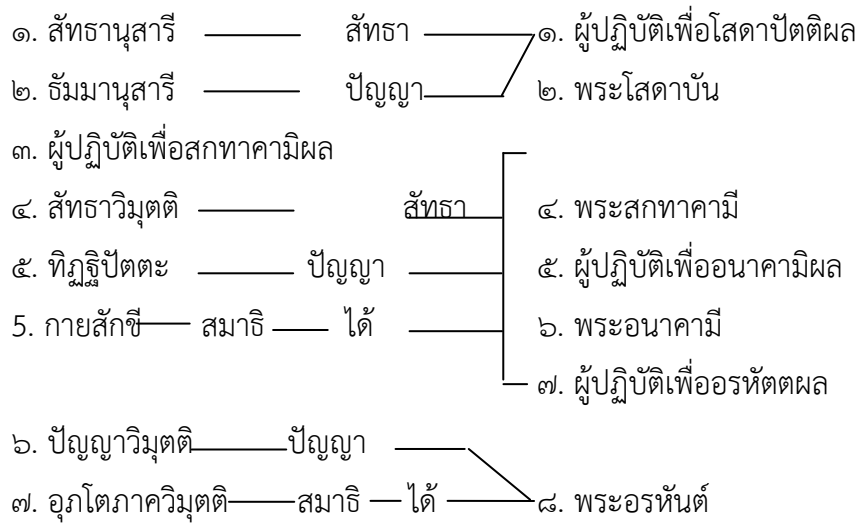 ๑. สัทธานุสารี สัทธา ๑. ผู้ปฏิบัติเพื่อโสดาปัตติผล
๒. ธัมมานุสารี ปัญญา ๒. พระโสดาบัน
๓. ผู้ปฏิบัติเพื่อสกทาคามิผล
๔. สัทธาวิมุตติ สัทธา ๔. พระสกทาคามี
๕. ทิฏฐิปัตตะ ปัญญา ๕. ผู้ปฏิบัติเพื่ออนาคามิผล
5. กายสักขี สมาธิ ได้ ๖. พระอนาคามี
๗. ผู้ปฏิบัติเพื่ออรหัตตผล
๖. ปัญญาวิมุตติ ปัญญา
๗. อุภโตภาควิมุตติ สมาธิ ได้ ๘. พระอรหันต์